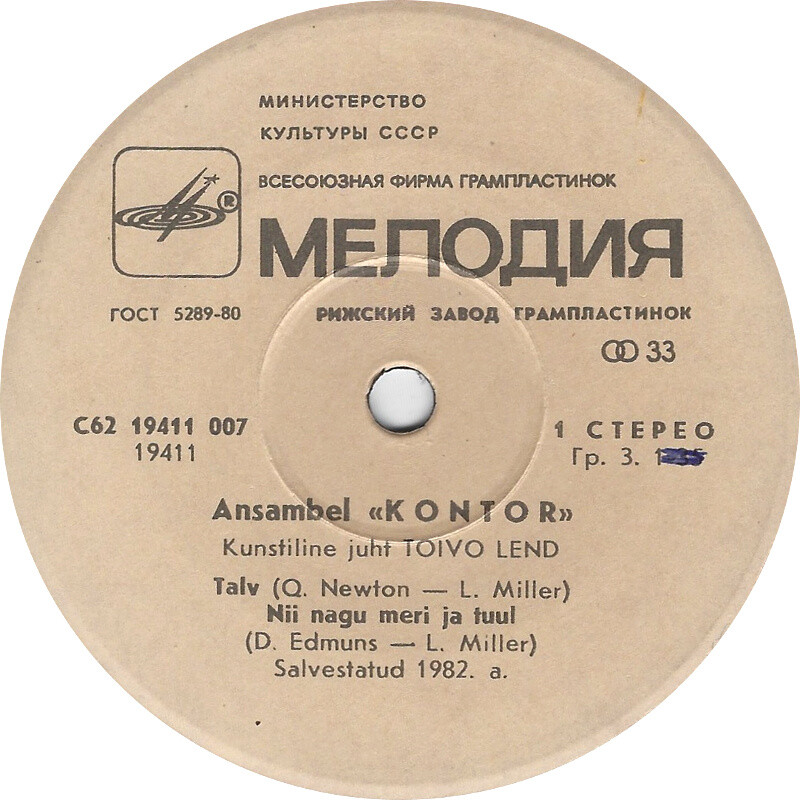 МИНИСТЕРСТВО
КУЛЬТУРЫ СССР
ВСЕСОЮЗНАЯ ФИРМА ГРАМПЛАСТИНОК
®
МЕЛОДИЯ
ГОСТ 5289-80 РИЖСКИЙ ЗАВОД ГРАМПЛАСТИНОК
33
С62 19411 007 1 СТЕРЕО
19411 Гр. 3.
Ansambel «KONTOR»
Kunstiline juht TOIVO LEND
Talv (Q. Newton — L. Miller)
Nii nagu meri ja tuul
(D. Edmuns — L. Miller)
Salvestatud 1982. a.